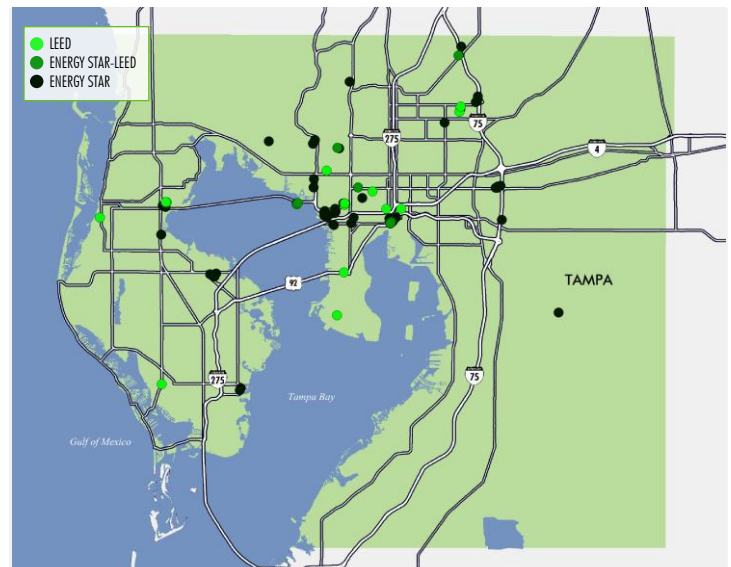 LEED
ENERGY STAR-LEED
ENERGY STAR
275
75
4
92
TAMPA
275
75
Tampa Bay
Gulf of Mexico